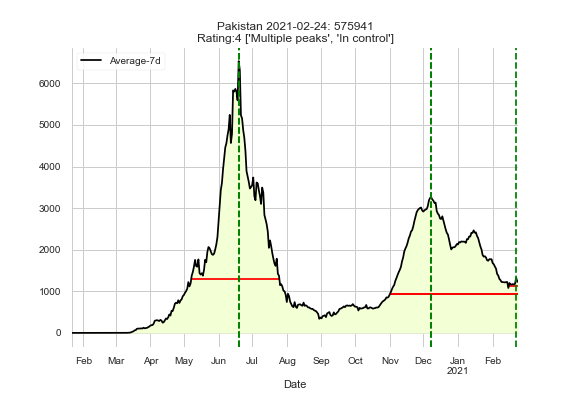 Pakistan 2021-02-24: 575941
Rating:4 ['Multiple peaks', 'In control']
Average-7d
6000
5000
4000
3000
2000
1000
0
Feb Mar Apr May Jun Jul Aug Sep Oct Nov Dec Jan Feb
2021
Date